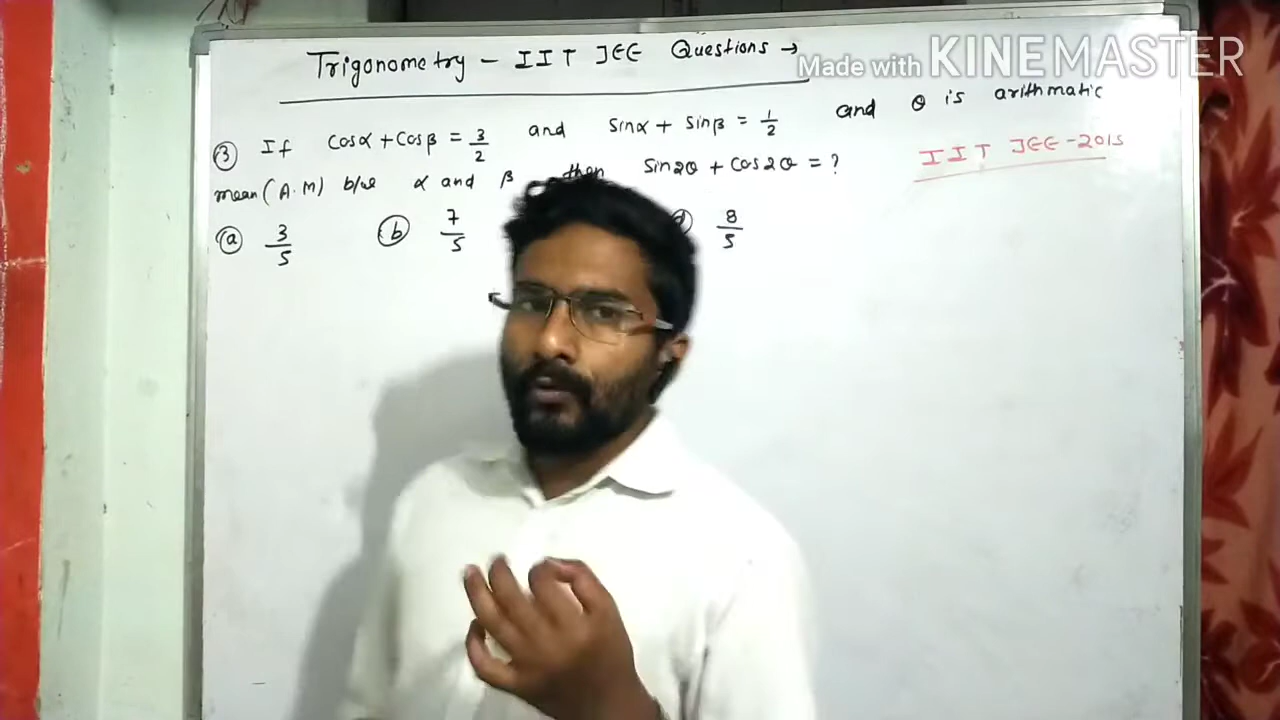 Trigonometry - IIT JEE Questions →
Made with KINEMASTER
③ If cosα + cosβ = 3/2 and sinα + sinβ = 1/2 and θ is arithmatic
mean (A.M) b/w α and β then sin2θ + cos2θ = ?
IIT JEE - 2015
ⓐ 3/5 ⓑ 7/5 ⓓ 8/5